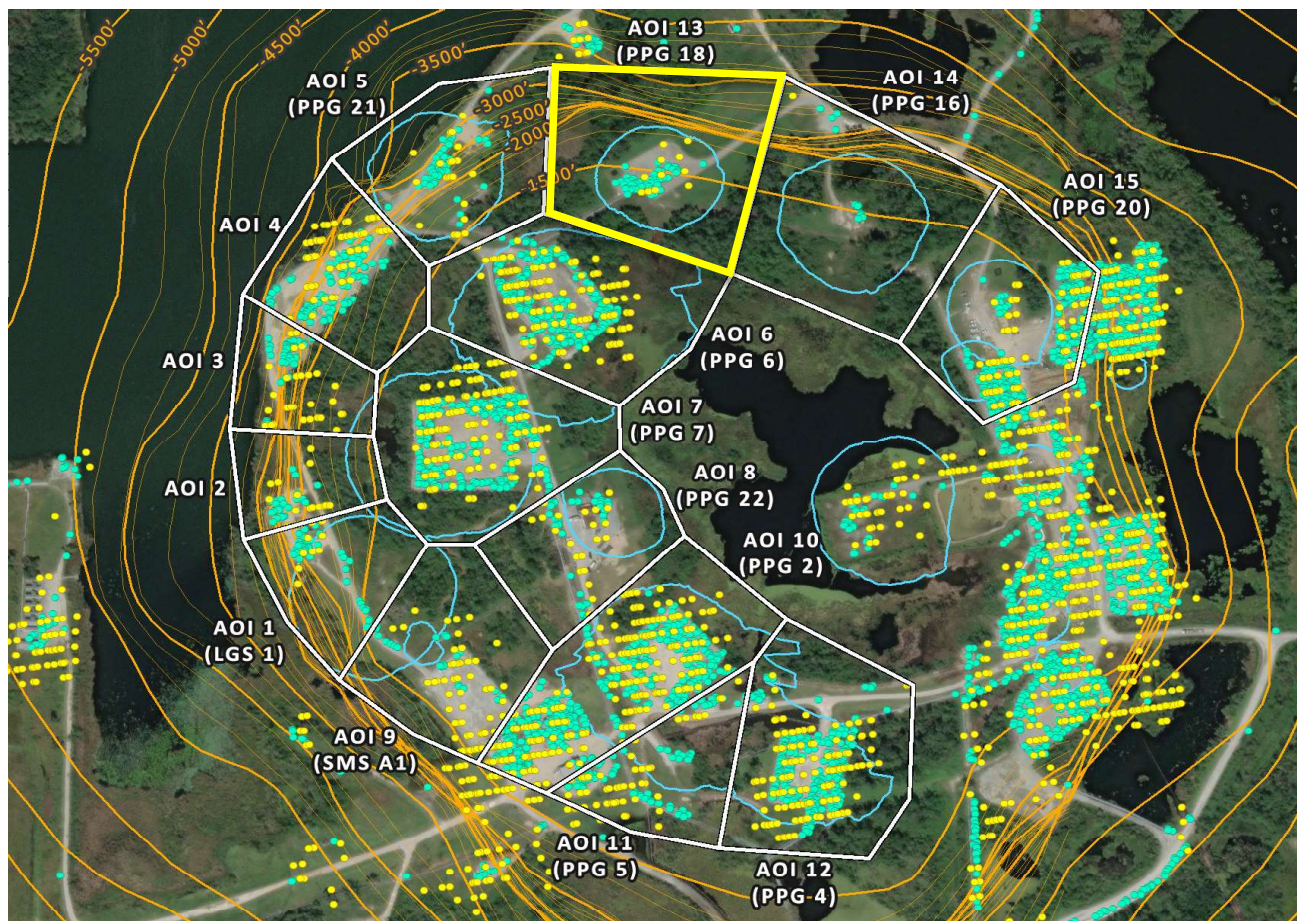 -5500'
-5000'
-4500'
-4000'
-3500'
-3000'
-2500'
-2000'
-1500'
AOI 13
(PPG 18)
AOI 14
(PPG 16)
AOI 5
(PPG 21)
AOI 15
(PPG 20)
AOI 4
AOI 3
AOI 6
(PPG 6)
AOI 7
(PPG 7)
AOI 8
(PPG 22)
AOI 2
AOI 10
(PPG 2)
AOI 1
(LGS 1)
AOI 9
(SMS A1)
AOI 11
(PPG 5)
AOI 12
(PPG 4)